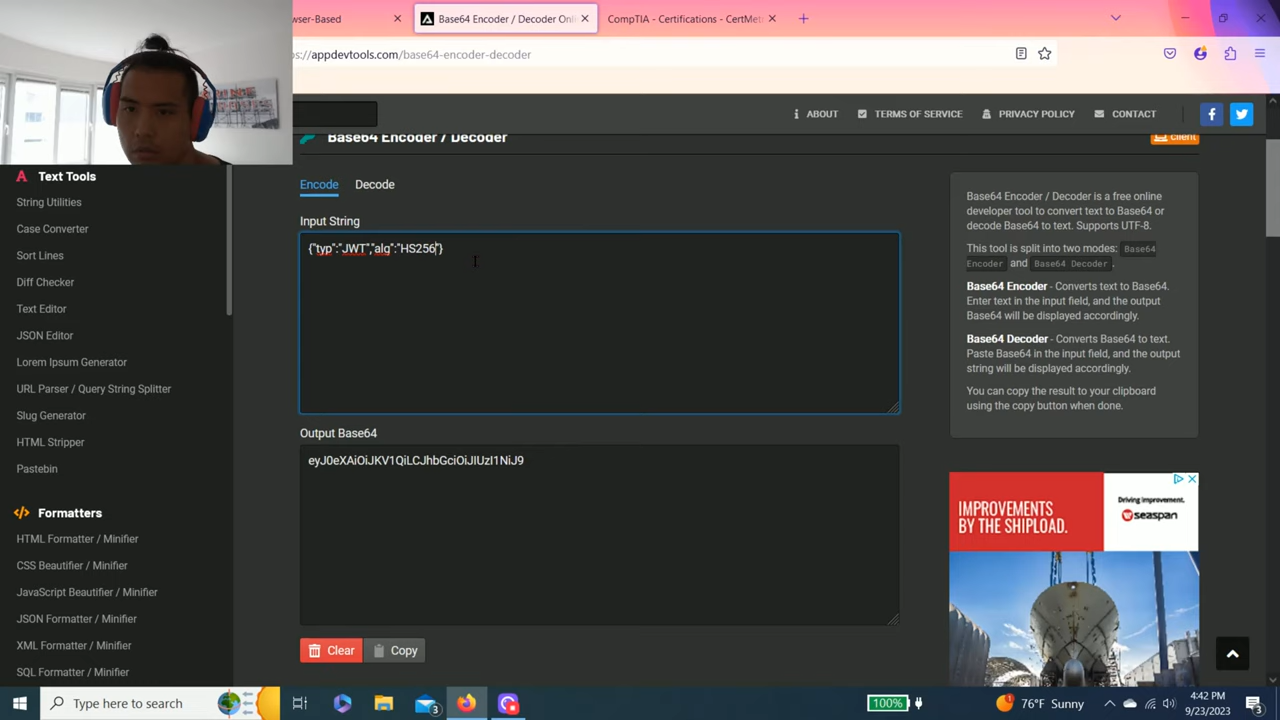 wser-Based
Base64 Encoder / Decoder Onli
CompTIA - Certifications - CertMetr
s://appdevtools.com/base64-encoder-decoder
ABOUT
TERMS OF SERVICE
PRIVACY POLICY
CONTACT
Base64 Encoder / Decoder
client
Text Tools
String Utilities
Case Converter
Sort Lines
Diff Checker
Text Editor
JSON Editor
Lorem Ipsum Generator
URL Parser / Query String Splitter
Slug Generator
HTML Stripper
Pastebin
Formatters
HTML Formatter / Minifier
CSS Beautifier / Minifier
JavaScript Beautifier / Minifier
JSON Formatter / Minifier
XML Formatter / Minifier
SQL Formatter / Minifier
Encode
Decode
Input String
{"typ":"JWT","alg":"HS256"}
Output Base64
eyJ0eXAiOiJKV1QiLCJhbGciOiJIUzI1NiJ9
Clear
Copy
Base64 Encoder / Decoder is a free online
developer tool to convert text to Base64 or
decode Base64 to text. Supports UTF-8.
This tool is split into two modes: Base64
Encoder and Base64 Decoder.
Base64 Encoder - Converts text to Base64.
Enter text in the input field, and the output
Base64 will be displayed accordingly.
Base64 Decoder - Converts Base64 to text.
Paste Base64 in the input field, and the output
string will be displayed accordingly.
You can copy the result to your clipboard
using the copy button when done.
IMPROVEMENTS
BY THE SHIPLOAD.
Driving improvement.
seaspan
Type here to search
3
100%
1
76°F Sunny
4:42 PM
9/23/2023
3